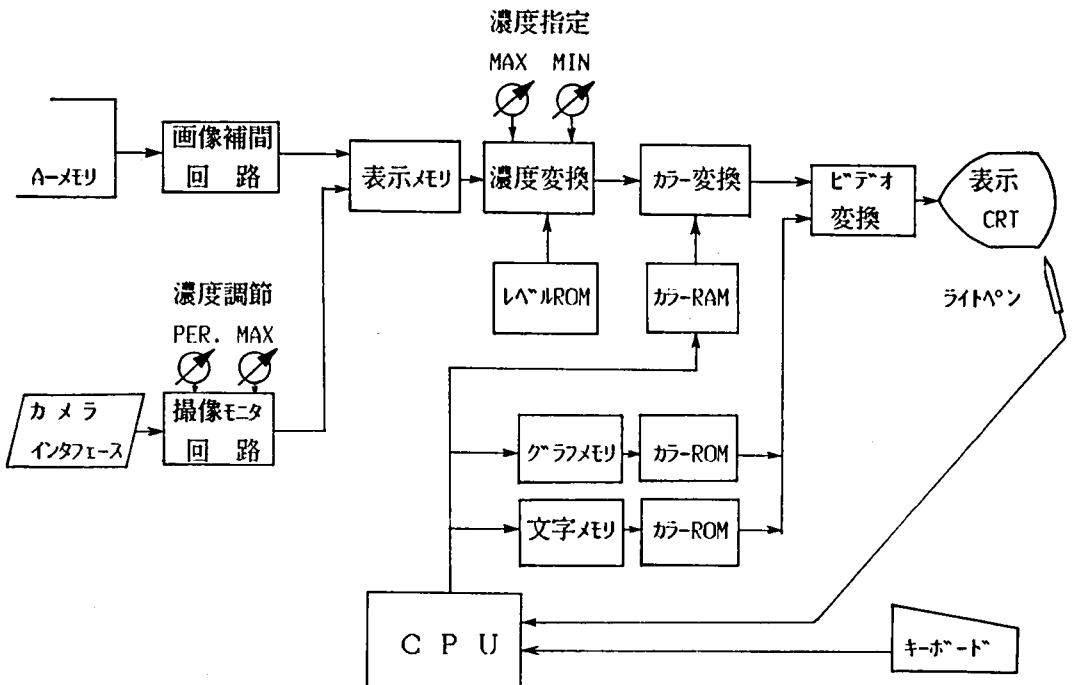 濃度指定
MAX MIN
A-メモリ
画像補間
回 路
表示メモリ
濃度変換
カラー変換
ビデオ
変換
表示
CRT
レベルROM
カラーRAM
ライトペン
濃度調節
PER. MAX
カメラ
インタフェース
撮像モニタ
回 路
グラフメモリ
カラーROM
文字メモリ
カラーROM
CPU
キーボード